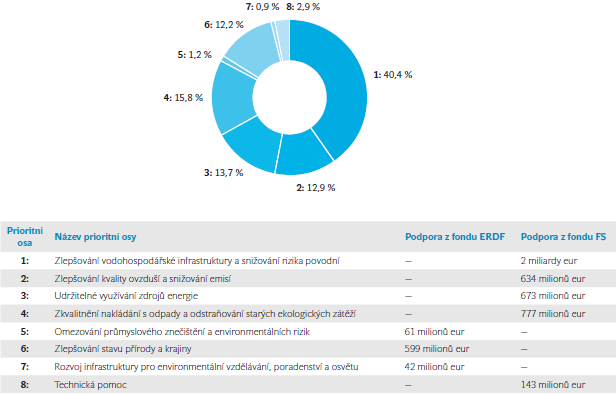 7: 0,9 % 8: 2,9 %
6: 12,2 %
5: 1,2 %
1: 40,4 %
4: 15,8 %
3: 13,7 %
2: 12,9 %
Prioritní osa Název prioritní osy Podpora z fondu ERDF Podpora z fondu FS
1: Zlepšování vodohospodářské infrastruktury a snižování rizika povodní — 2 miliardy eur
2: Zlepšování kvality ovzduší a snižování emisí — 634 milionů eur
3: Udržitelné využívání zdrojů energie — 673 milionů eur
4: Zkvalitnění nakládání s odpady a odstraňování starých ekologických zátěží — 777 milionů eur
5: Omezování průmyslového znečištění a environmentálních rizik 61 milionů eur —
6: Zlepšování stavu přírody a krajiny 599 milionů eur —
7: Rozvoj infrastruktury pro environmentální vzdělávání, poradenství a osvětu 42 milionů eur —
8: Technická pomoc — 143 milionů eur